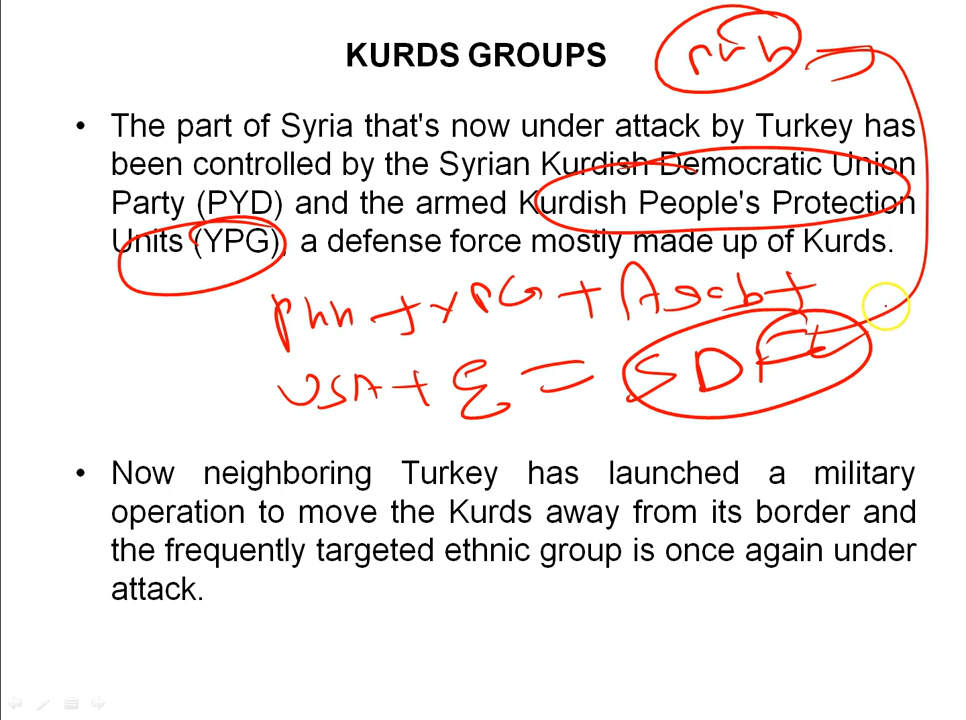 KURDS GROUPS
• The part of Syria that's now under attack by Turkey has
been controlled by the Syrian Kurdish Democratic Union
Party (PYD) and the armed Kurdish People's Protection
Units (YPG), a defense force mostly made up of Kurds.
+ YPG + Arab +
USA + = SDF
• Now neighboring Turkey has launched a military
operation to move the Kurds away from its border and
the frequently targeted ethnic group is once again under
attack.